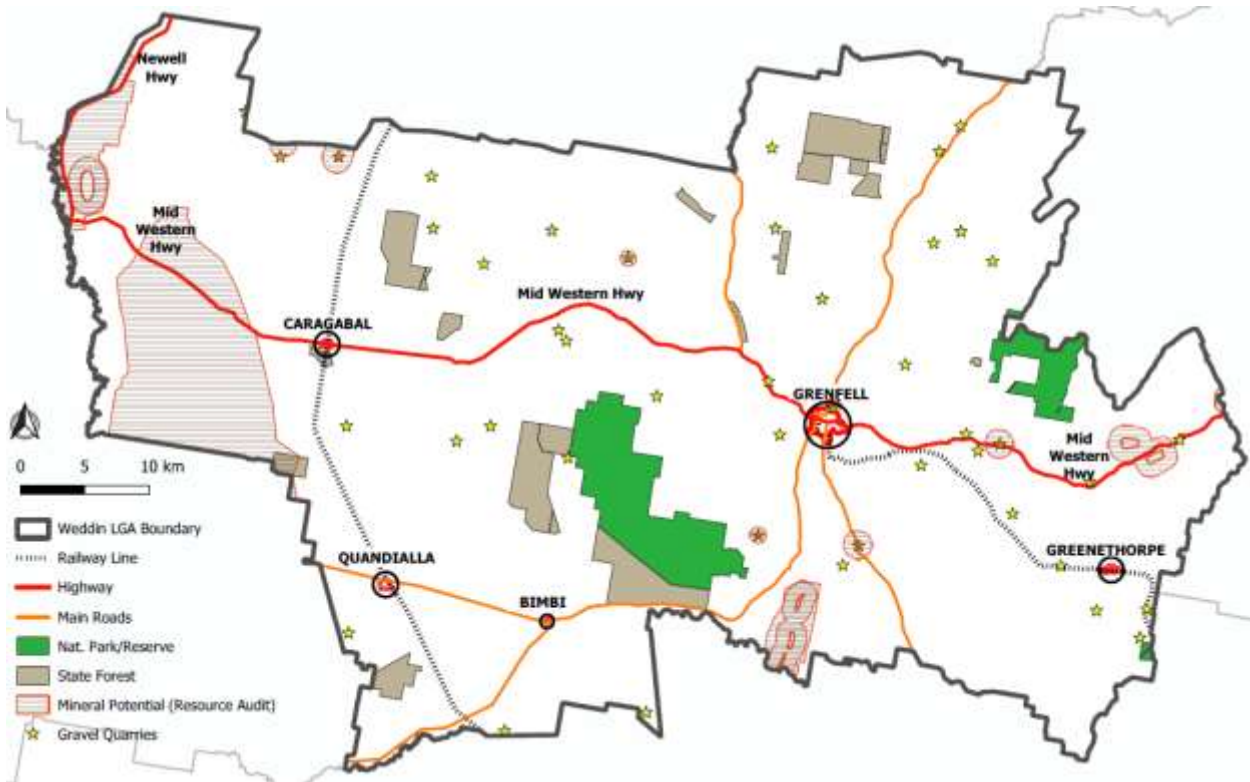 Newell
Hwy
Mid
Western
Hwy
Mid Western Hwy
CARAGABAL
GRENFELL
Mid
Western
Hwy
0 5 10 km
Weddin LGA Boundary
Railway Line
Highway
Main Roads
Nat. Park/Reserve
State Forest
Mineral Potential (Resource Audit)
Gravel Quarries
QUANDIALLA
BIMBI
GREENETHORPE